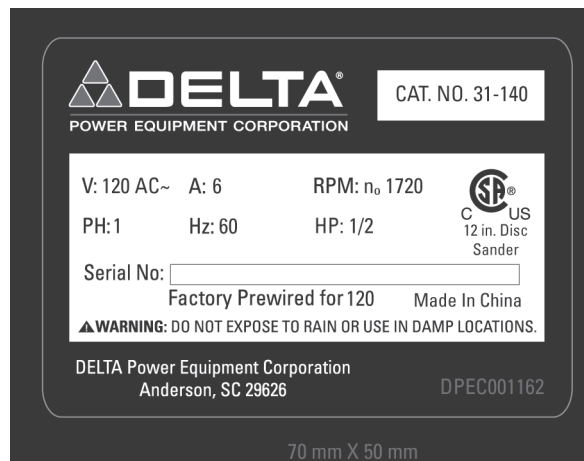 DELTA®
CAT. NO. 31-140
POWER EQUIPMENT CORPORATION
V: 120 AC~ A: 6 RPM: n₀ 1720
PH:1 Hz: 60 HP: 1/2
SA®
C US
12 in. Disc
Sander
Serial No:
Factory Prewired for 120 Made In China
WARNING: DO NOT EXPOSE TO RAIN OR USE IN DAMP LOCATIONS.
DELTA Power Equipment Corporation
Anderson, SC 29626
DPEC001162
70 mm X 50 mm